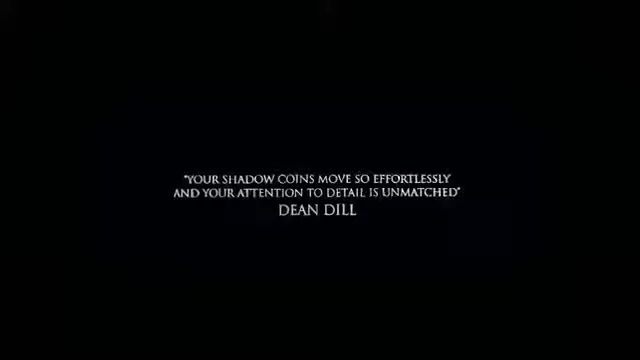 "YOUR SHADOW COINS MOVE SO EFFORTLESSLY
AND YOUR ATTENTION TO DETAIL IS UNMATCHED"
DEAN DILL